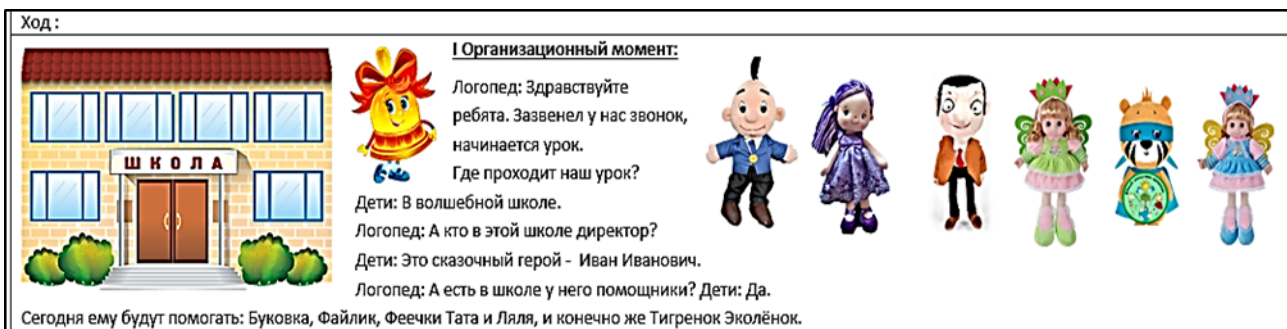 Ход :
I Организационный момент:
Логопед: Здравствуйте
ребята. Зазвенел у нас звонок,
начинается урок.
Где проходит наш урок?
ШКОЛА
Дети: В волшебной школе.
Логопед: А кто в этой школе директор?
Дети: Это сказочный герой - Иван Иванович.
Логопед: А есть в школе у него помощники? Дети: Да.
Сегодня ему будут помогать: Буковка, Файлик, Феечки Тата и Ляля, и конечно же Тигренок Эколёнок.